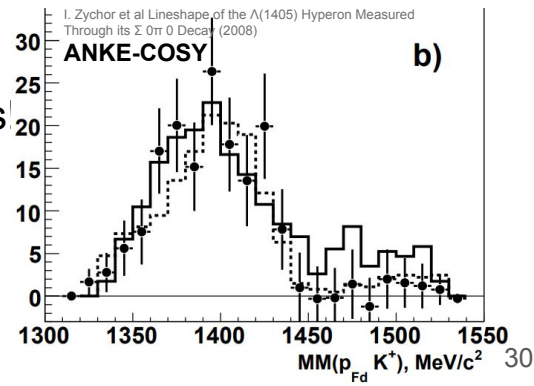 I. Zychor et al Lineshape of the Λ(1405) Hyperon Measured
Through its Σ 0π 0 Decay (2008)
ANKE-COSY
b)
s.
30
25
20
15
10
5
0
1300 1350 1400 1450 1500 1550
MM(pFd K+), MeV/c2
30